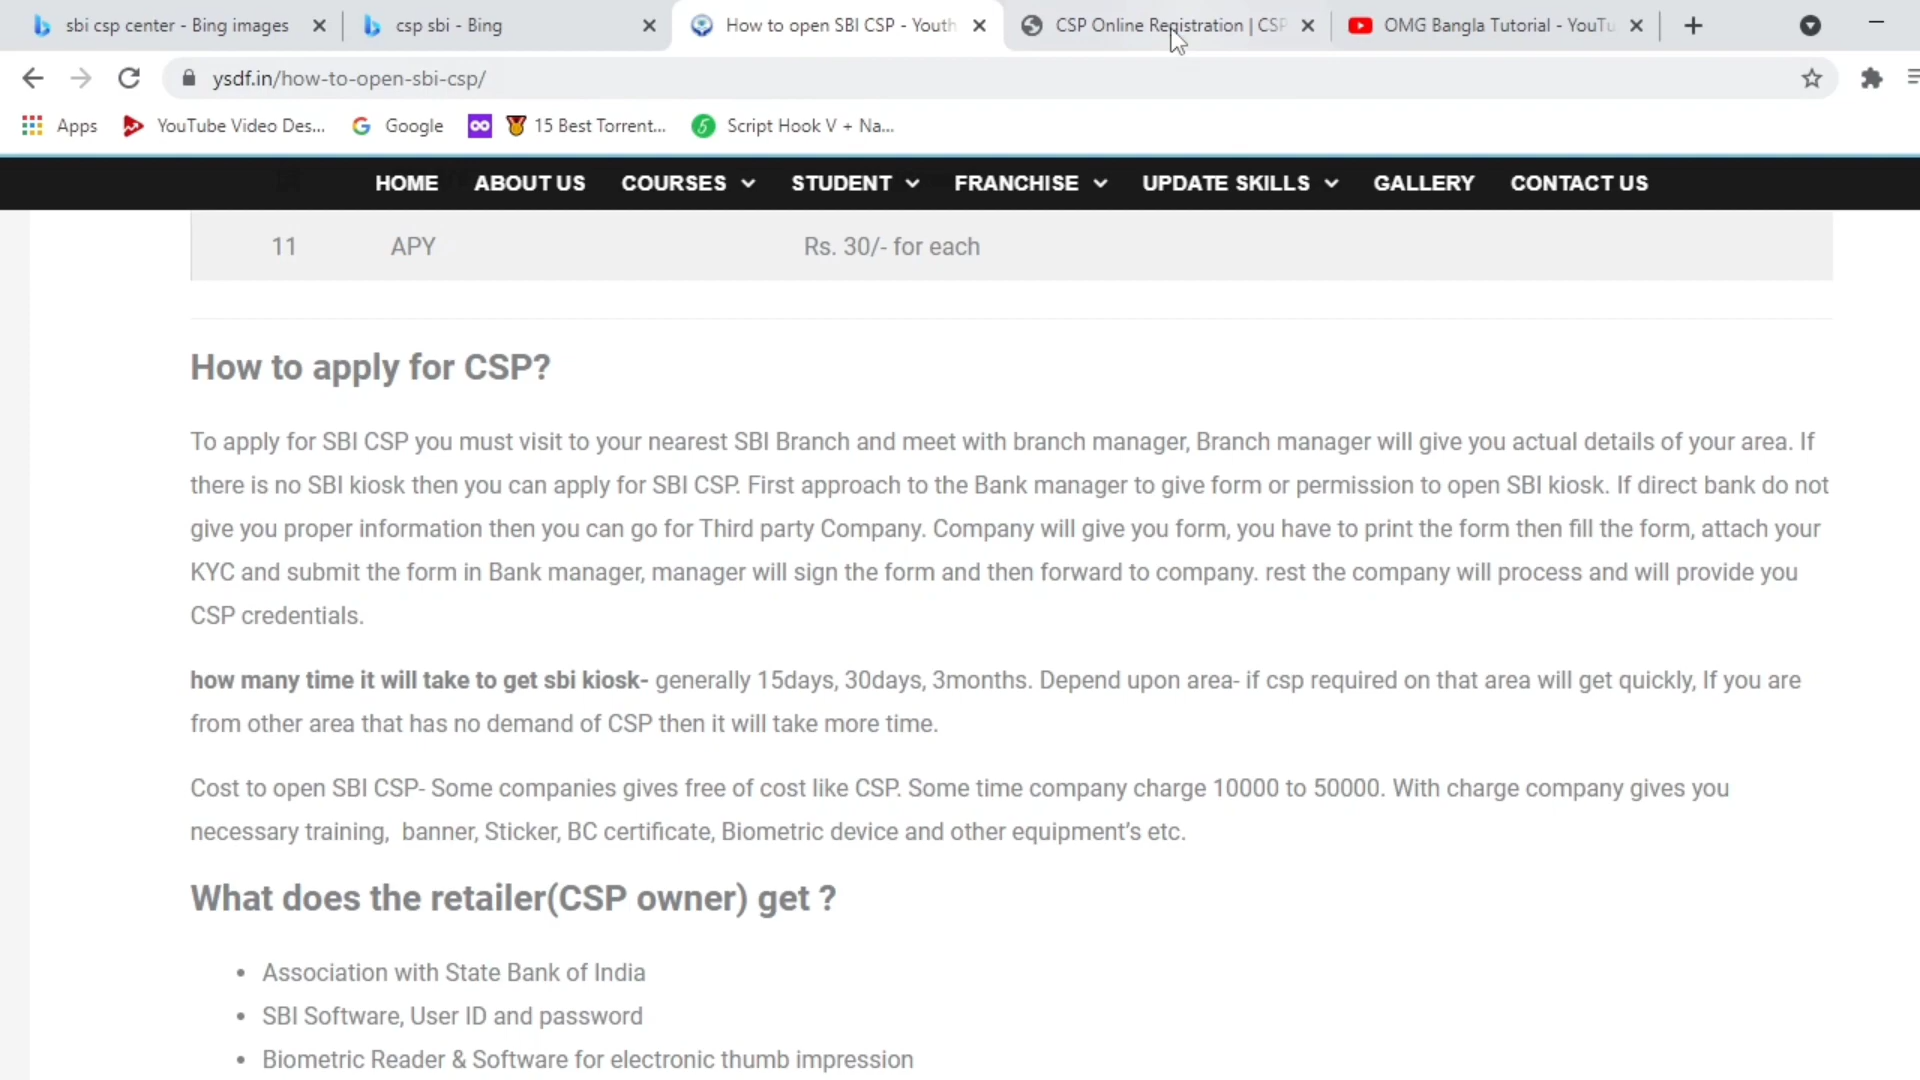 sbi csp center - Bing images
csp sbi - Bing
How to open SBI CSP - Youth
CSP Online Registration | CSP
OMG Bangla Tutorial - YouTu
ysdf.in/how-to-open-sbi-csp/
Apps
YouTube Video Des...
Google
15 Best Torrent...
Script Hook V + Na...
HOME
ABOUT US
COURSES
STUDENT
FRANCHISE
UPDATE SKILLS
GALLERY
CONTACT US
11 APY Rs. 30/- for each
How to apply for CSP?
To apply for SBI CSP you must visit to your nearest SBI Branch and meet with branch manager, Branch manager will give you actual details of your area. If
there is no SBI kiosk then you can apply for SBI CSP. First approach to the Bank manager to give form or permission to open SBI kiosk. If direct bank do not
give you proper information then you can go for Third party Company. Company will give you form, you have to print the form then fill the form, attach your
KYC and submit the form in Bank manager, manager will sign the form and then forward to company. rest the company will process and will provide you
CSP credentials.
how many time it will take to get sbi kiosk- generally 15days, 30days, 3months. Depend upon area- if csp required on that area will get quickly, If you are
from other area that has no demand of CSP then it will take more time.
Cost to open SBI CSP- Some companies gives free of cost like CSP. Some time company charge 10000 to 50000. With charge company gives you
necessary training,  banner, Sticker, BC certificate, Biometric device and other equipment's etc.
What does the retailer(CSP owner) get ?
• Association with State Bank of India
• SBI Software, User ID and password
• Biometric Reader & Software for electronic thumb impression